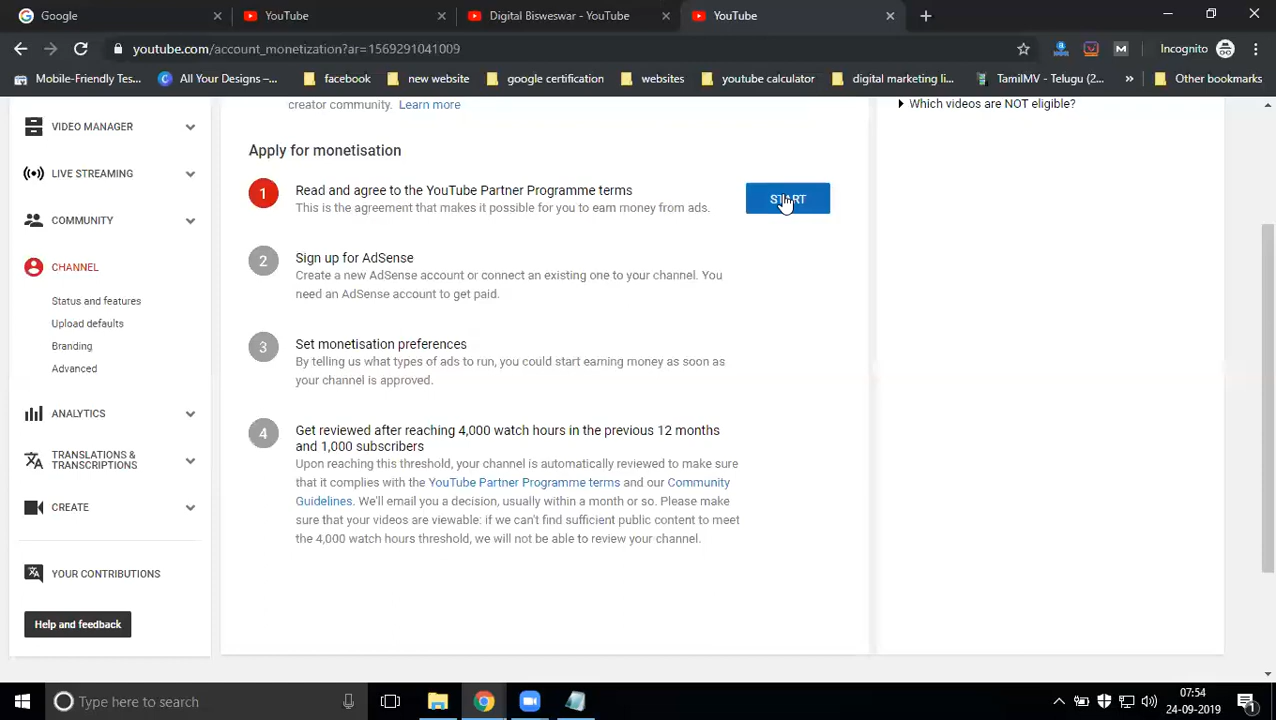 Google
YouTube
Digital Bisweswar - YouTube
YouTube
youtube.com/account_monetization?ar=1569291041009
Incognito
Mobile-Friendly Tes...
All Your Designs –...
facebook
new website
google certification
websites
youtube calculator
digital marketing li...
TamilMV - Telugu (2...
»
Other bookmarks
VIDEO MANAGER
LIVE STREAMING
COMMUNITY
CHANNEL
Status and features
Upload defaults
Branding
Advanced
ANALYTICS
TRANSLATIONS &
TRANSCRIPTIONS
CREATE
YOUR CONTRIBUTIONS
Help and feedback
creator community. Learn more
Apply for monetisation
1
Read and agree to the YouTube Partner Programme terms
This is the agreement that makes it possible for you to earn money from ads.
START
2
Sign up for AdSense
Create a new AdSense account or connect an existing one to your channel. You
need an AdSense account to get paid.
3
Set monetisation preferences
By telling us what types of ads to run, you could start earning money as soon as
your channel is approved.
4
Get reviewed after reaching 4,000 watch hours in the previous 12 months
and 1,000 subscribers
Upon reaching this threshold, your channel is automatically reviewed to make sure
that it complies with the YouTube Partner Programme terms and our Community
Guidelines. We'll email you a decision, usually within a month or so. Please make
sure that your videos are viewable: if we can't find sufficient public content to meet
the 4,000 watch hours threshold, we will not be able to review your channel.
Which videos are NOT eligible?
Type here to search
07:54
24-09-2019
1